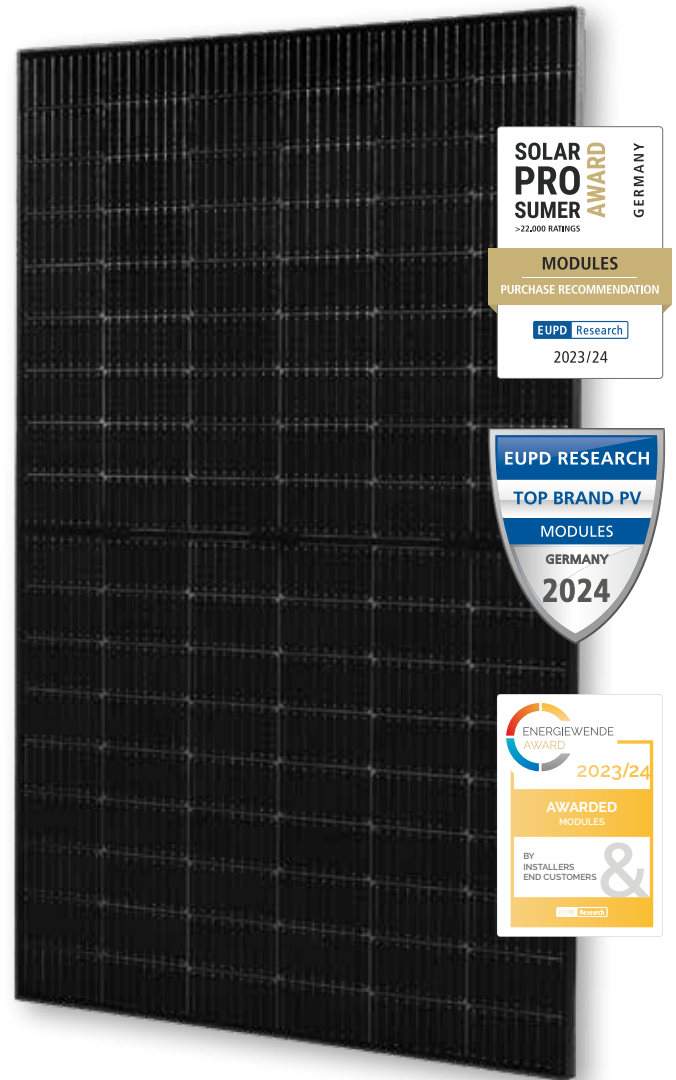 SOLAR
PRO
SUMER
AWARD
GERMANY
>22.000 RATINGS
MODULES
PURCHASE RECOMMENDATION
EUPD Research
2023/24
EUPD RESEARCH
TOP BRAND PV
MODULES
GERMANY
2024
ENERGIEWENDE
AWARD
2023/24
AWARDED
MODULES
BY
INSTALLERS
END CUSTOMERS
&
EUPD Research